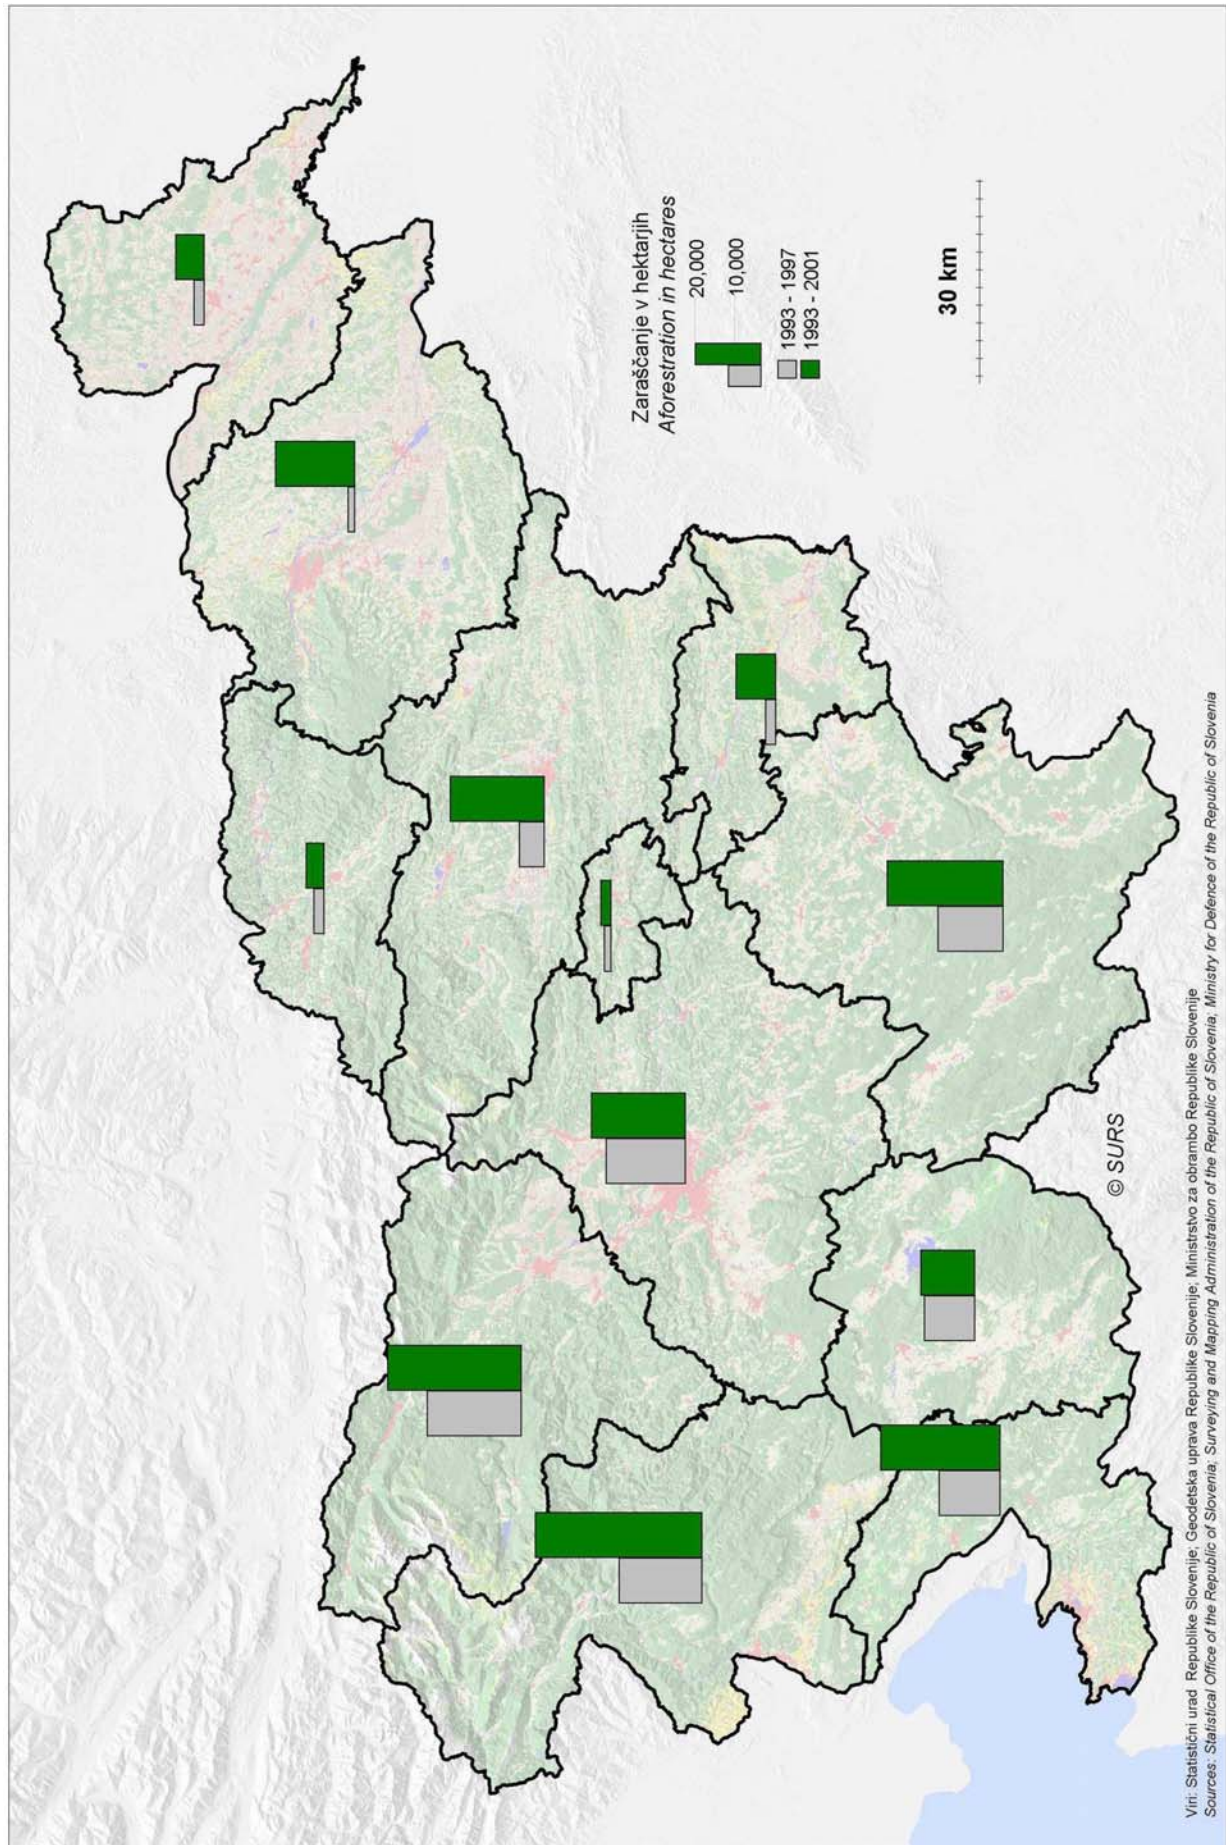 Zaraščanje v hektarjih
Aforestration in hectares
20,000
10,000
1993 - 1997
1993 - 2001
30 km
© SURS
Viri: Statistični urad Republike Slovenije; Geodetska uprava Republike Slovenije; Ministrstvo za obrambo Republike Slovenije
Sources: Statistical Office of the Republic of Slovenia; Surveying and Mapping Administration of the Republic of Slovenia; Ministry for Defence of the Republic of Slovenia